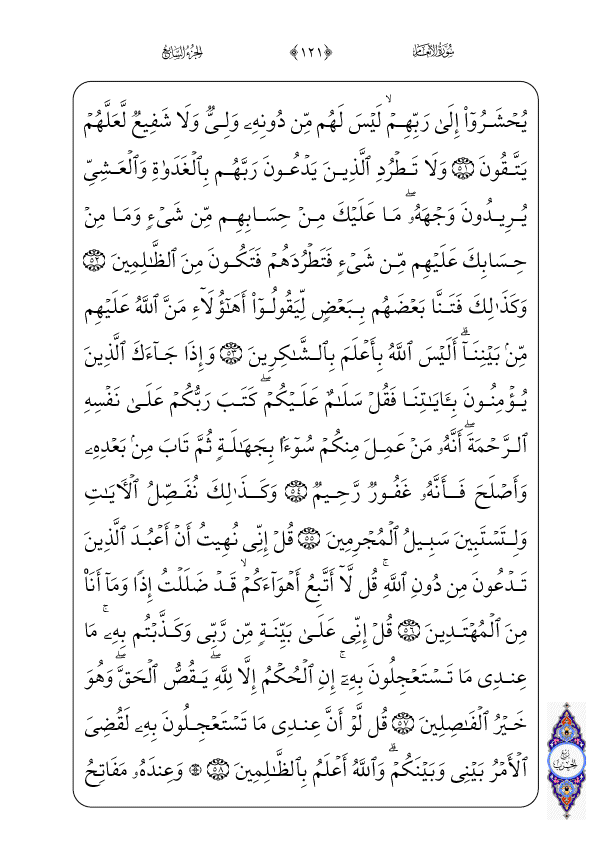 سُورَةُ الأَنْعَام ﴿١٢١﴾ الجُزْءُ السَّابِعُ
يُحۡشَرُوٓاْ إِلَىٰ رَبِّهِمۡۙ لَيۡسَ لَهُم مِّن دُونِهِۦ وَلِيّٞ وَلَا شَفِيعٞ لَّعَلَّهُمۡ
يَتَّقُونَ ٥١ وَلَا تَطۡرُدِ ٱلَّذِينَ يَدۡعُونَ رَبَّهُم بِٱلۡغَدَوٰةِ وَٱلۡعَشِيِّ
يُرِيدُونَ وَجۡهَهُۥۖ مَا عَلَيۡكَ مِنۡ حِسَابِهِم مِّن شَيۡءٖ وَمَا مِنۡ
حِسَابِكَ عَلَيۡهِم مِّن شَيۡءٖ فَتَطۡرُدَهُمۡ فَتَكُونَ مِنَ ٱلظَّٰلِمِينَ ٥٢
وَكَذَٰلِكَ فَتَنَّا بَعۡضَهُم بِبَعۡضٖ لِّيَقُولُوٓاْ أَهَٰٓؤُلَآءِ مَنَّ ٱللَّهُ عَلَيۡهِم
مِّنۢ بَيۡنِنَآۗ أَلَيۡسَ ٱللَّهُ بِأَعۡلَمَ بِٱلشَّٰكِرِينَ ٥٣ وَإِذَا جَآءَكَ ٱلَّذِينَ
يُؤۡمِنُونَ بِـَٔايَٰتِنَا فَقُلۡ سَلَٰمٌ عَلَيۡكُمۡۖ كَتَبَ رَبُّكُمۡ عَلَىٰ نَفۡسِهِ
ٱلرَّحۡمَةَۖ أَنَّهُۥ مَنۡ عَمِلَ مِنكُمۡ سُوٓءَۢا بِجَهَٰلَةٖ ثُمَّ تَابَ مِنۢ بَعۡدِهِۦ
وَأَصۡلَحَ فَأَنَّهُۥ غَفُورٞ رَّحِيمٞ ٥٤ وَكَذَٰلِكَ نُفَصِّلُ ٱلۡأٓيَٰتِ
وَلِتَسۡتَبِينَ سَبِيلُ ٱلۡمُجۡرِمِينَ ٥٥ قُلۡ إِنِّي نُهِيتُ أَنۡ أَعۡبُدَ ٱلَّذِينَ
تَدۡعُونَ مِن دُونِ ٱللَّهِۚ قُل لَّآ أَتَّبِعُ أَهۡوَآءَكُمۡۙ قَدۡ ضَلَلۡتُ إِذٗا وَمَآ أَنَا۠
مِنَ ٱلۡمُهۡتَدِينَ ٥٦ قُلۡ إِنِّي عَلَىٰ بَيِّنَةٖ مِّن رَّبِّي وَكَذَّبۡتُم بِهِۦۚ مَا
عِندِي مَا تَسۡتَعۡجِلُونَ بِهِۦٓۚ إِنِ ٱلۡحُكۡمُ إِلَّا لِلَّهِۖ يَقُصُّ ٱلۡحَقَّۖ وَهُوَ
خَيۡرُ ٱلۡفَٰصِلِينَ ٥٧ قُل لَّوۡ أَنَّ عِندِي مَا تَسۡتَعۡجِلُونَ بِهِۦ لَقُضِيَ
ٱلۡأَمۡرُ بَيۡنِي وَبَيۡنَكُمۡۗ وَٱللَّهُ أَعۡلَمُ بِٱلظَّٰلِمِينَ ٥٨ ۞ وَعِندَهُۥ مَفَاتِحُ
رُبع
الحزب